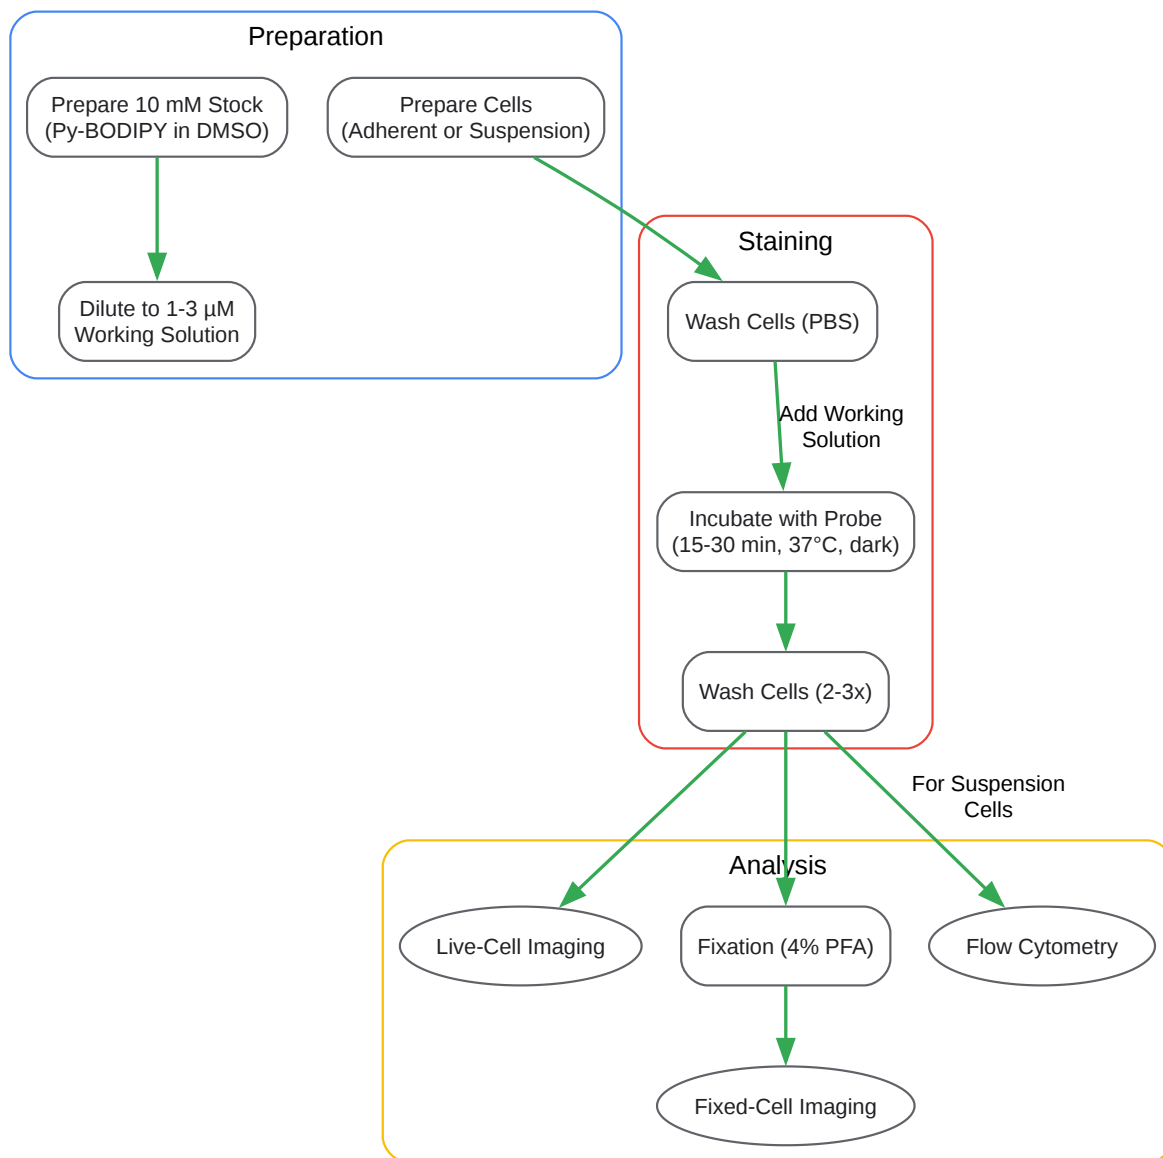 Preparation
Prepare 10 mM Stock
(Py-BODIPY in DMSO)
Prepare Cells
(Adherent or Suspension)
Dilute to 1-3 µM
Working Solution
Staining
Wash Cells (PBS)
Add Working
Solution
Incubate with Probe
(15-30 min, 37°C, dark)
Wash Cells (2-3x)
For Suspension
Cells
Analysis
Live-Cell Imaging
Fixation (4% PFA)
Flow Cytometry
Fixed-Cell Imaging